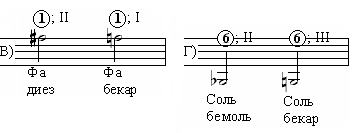 1; II 1; I
В)
Фа диез Фа бекар
6; II 6; III
Г)
Соль бемоль Соль бекар